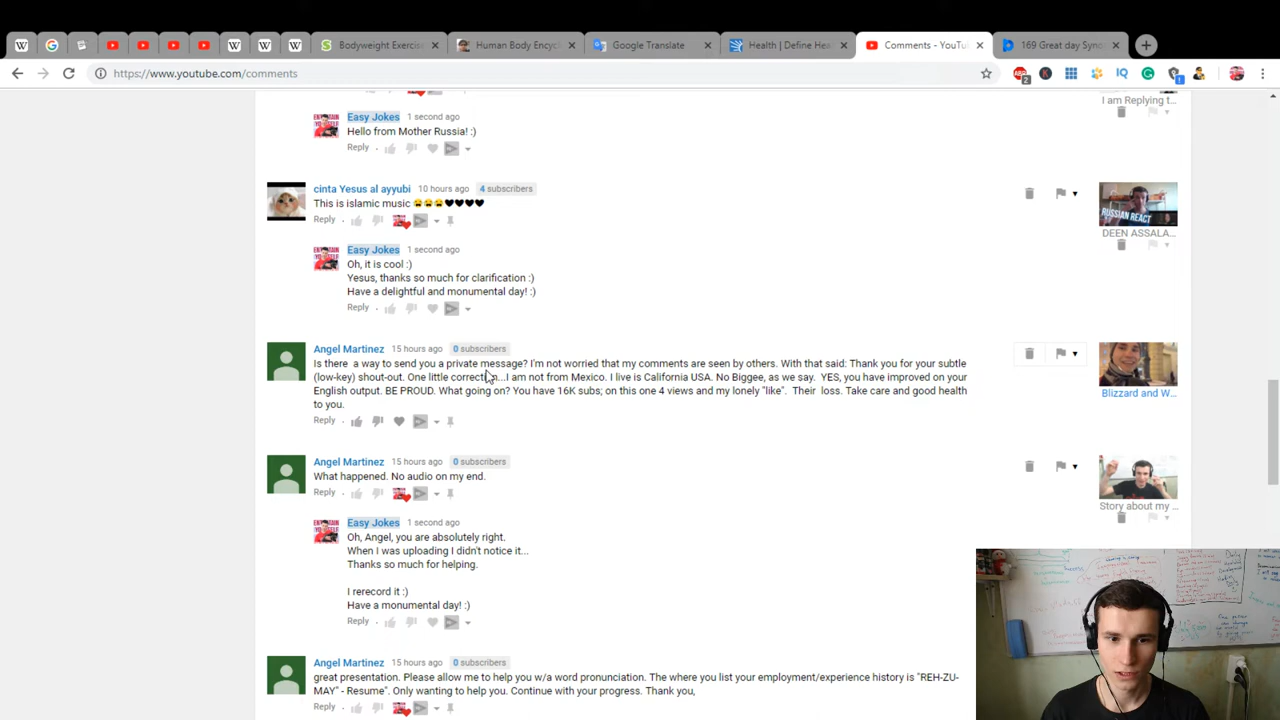 Bodyweight Exercis
Human Body Encyc
Google Translate
Health | Define Hea
Comments - YouTu
169 Great day Syno
https://www.youtube.com/comments
Easy Jokes 1 second ago
Hello from Mother Russia! :)
Reply
I am Replying t...
cinta Yesus al ayyubi 10 hours ago 4 subscribers
This is islamic music 😫😫😫🖤🖤🖤🖤
Reply
RUSSIAN REACT
DEEN ASSALA...
Easy Jokes 1 second ago
Oh, it is cool :)
Yesus, thanks so much for clarification :)
Have a delightful and monumental day! :)
Reply
Angel Martinez 15 hours ago 0 subscribers
Is there a way to send you a private message? I'm not worried that my comments are seen by others. With that said: Thank you for your subtle
(low-key) shout-out. One little correction...I am not from Mexico. I live is California USA. No Biggee, as we say. YES, you have improved on your
English output. BE PROUD. What going on? You have 16K subs; on this one 4 views and my lonely "like". Their loss. Take care and good health
to you.
Reply
Blizzard and W...
Angel Martinez 15 hours ago 0 subscribers
What happened. No audio on my end.
Reply
Story about my ...
Easy Jokes 1 second ago
Oh, Angel, you are absolutely right.
When I was uploading I didn't notice it...
Thanks so much for helping.
I rerecord it :)
Have a monumental day! :)
Reply
Angel Martinez 15 hours ago 0 subscribers
great presentation. Please allow me to help you w/a word pronunciation. The where you list your employment/experience history is "REH-ZU-
MAY" - Resume". Only wanting to help you. Continue with your progress. Thank you,
Reply